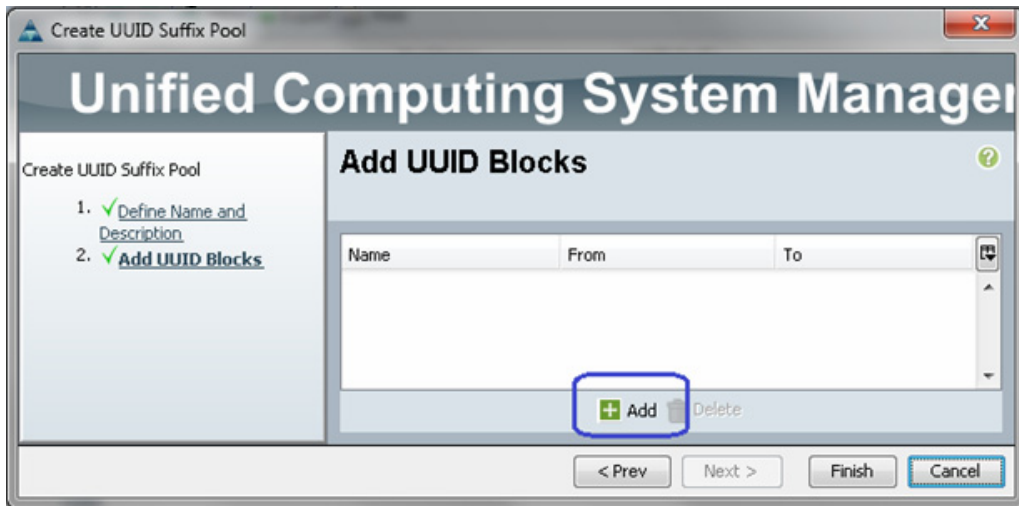 Create UUID Suffix Pool
Unified Computing System Manager
Create UUID Suffix Pool
1. Define Name and
Description
2. Add UUID Blocks
Add UUID Blocks
Name From To
Add Delete
< Prev Next > Finish Cancel